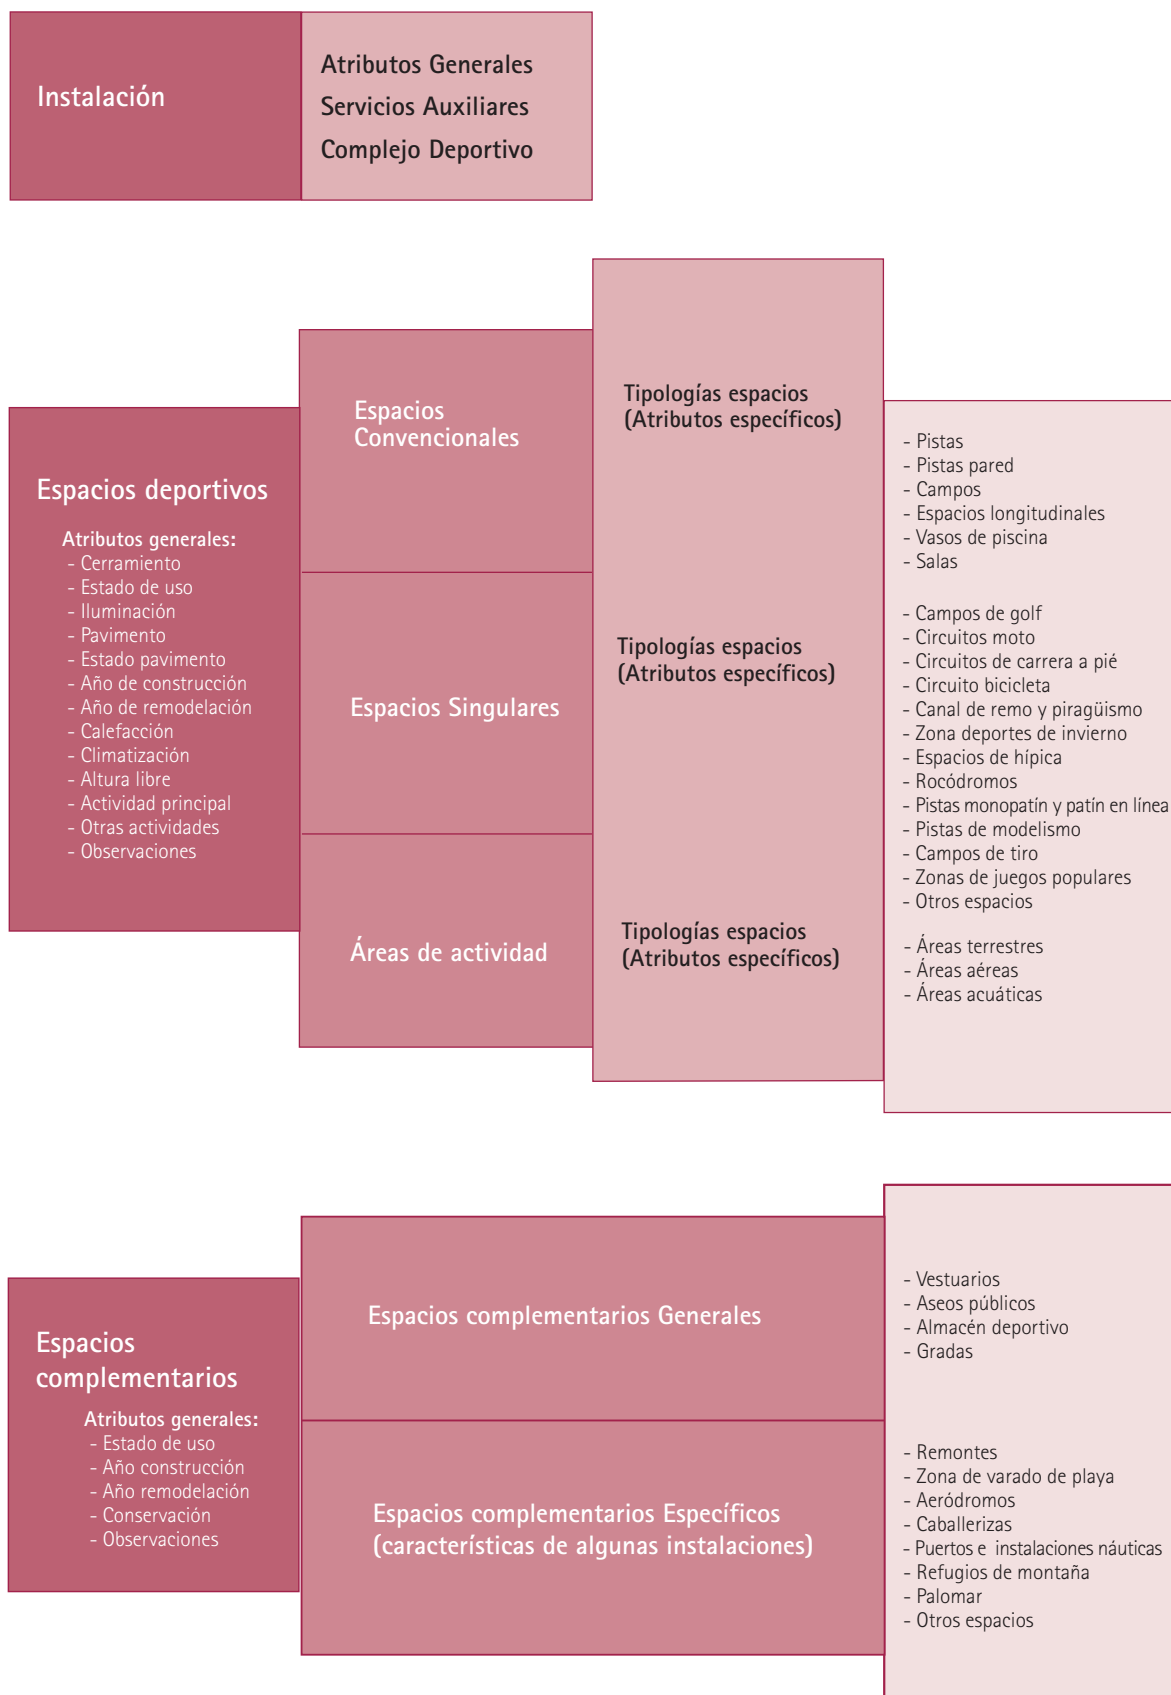 Instalación
Atributos Generales
Servicios Auxiliares
Complejo Deportivo
Espacios deportivos
Atributos generales:
- Cerramiento
- Estado de uso
- Iluminación
- Pavimento
- Estado pavimento
- Año de construcción
- Año de remodelación
- Calefacción
- Climatización
- Altura libre
- Actividad principal
- Otras actividades
- Observaciones
Espacios
Convencionales
Tipologías espacios
(Atributos específicos)
- Pistas
- Pistas pared
- Campos
- Espacios longitudinales
- Vasos de piscina
- Salas
Espacios Singulares
Tipologías espacios
(Atributos específicos)
- Campos de golf
- Circuitos moto
- Circuitos de carrera a pié
- Circuito bicicleta
- Canal de remo y piragüismo
- Zona deportes de invierno
- Espacios de hípica
- Rocódromos
- Pistas monopatín y patín en línea
- Pistas de modelismo
- Campos de tiro
- Zonas de juegos populares
- Otros espacios
Áreas de actividad
Tipologías espacios
(Atributos específicos)
- Áreas terrestres
- Áreas aéreas
- Áreas acuáticas
Espacios
complementarios
Atributos generales:
- Estado de uso
- Año construcción
- Año remodelación
- Conservación
- Observaciones
Espacios complementarios Generales
- Vestuarios
- Aseos públicos
- Almacén deportivo
- Gradas
Espacios complementarios Específicos
(características de algunas instalaciones)
- Remontes
- Zona de varado de playa
- Aeródromos
- Caballerizas
- Puertos e instalaciones náuticas
- Refugios de montaña
- Palomar
- Otros espacios